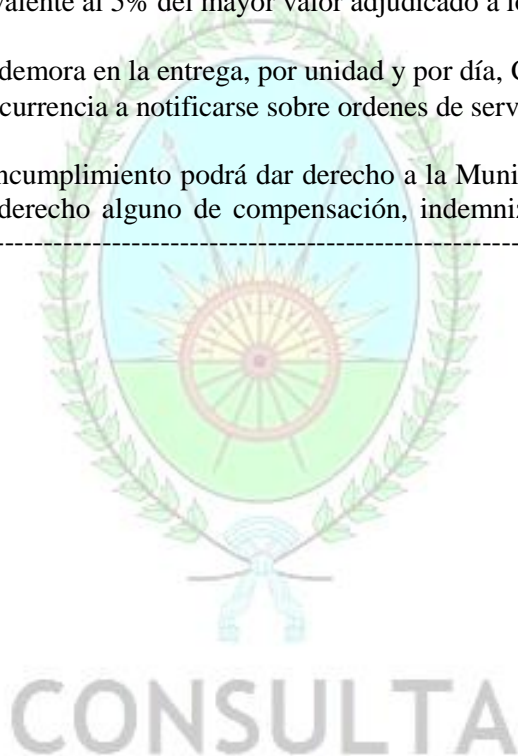 valente al 5% del mayor valor adjudicado a l
demora en la entrega, por unidad y por día,
currencia a notificarse sobre ordenes de serv
ncumplimiento podrá dar derecho a la Muni
derecho alguno de compensación, indemni
-----------------------------------------------------------
CONSULTA